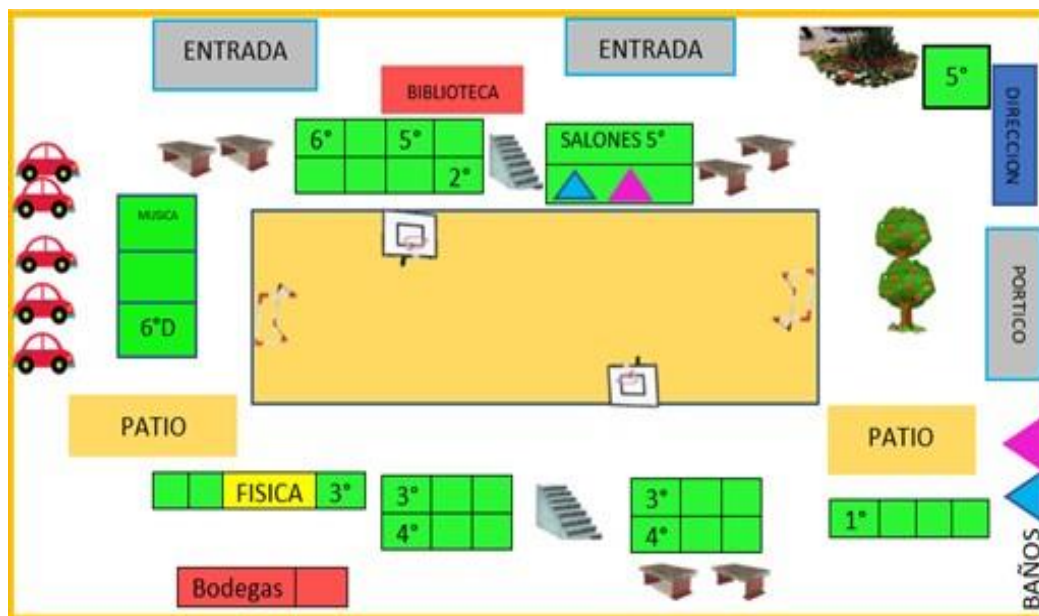 ENTRADA
ENTRADA
5°
DIRECCION
BIBLIOTECA
6° 5°
2°
SALONES 5°
MUSICA
6°D
PORTICO
PATIO
PATIO
FISICA 3°
3°
4°
3°
4°
1°
BAÑOS
Bodegas